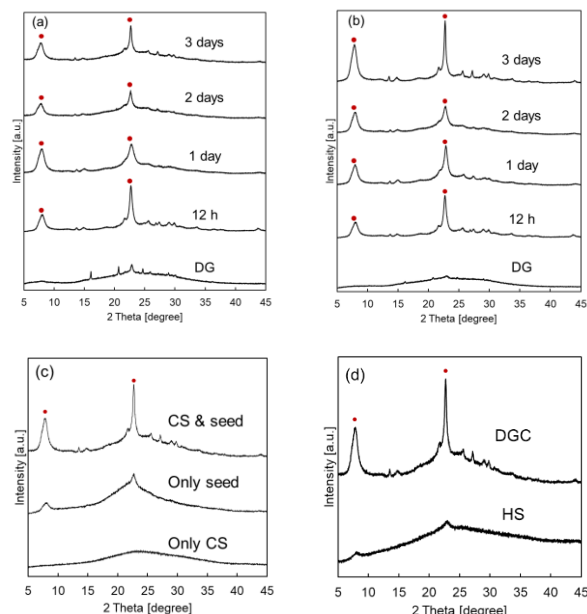 (a)
3 days
2 days
1 day
12 h
DG
Intensity [a.u.]
5 10 15 20 25 30 35 40 45
2 Theta [degree]
(b)
3 days
2 days
1 day
12 h
DG
Intensity [a.u.]
5 10 15 20 25 30 35 40 45
2 Theta [degree]
(c)
CS & seed
Only seed
Only CS
Intensity [a.u.]
5 10 15 20 25 30 35 40 45
2 Theta [degree]
(d)
DGC
HS
Intensity [a.u.]
5 10 15 20 25 30 35 40 45
2 Theta [degree]